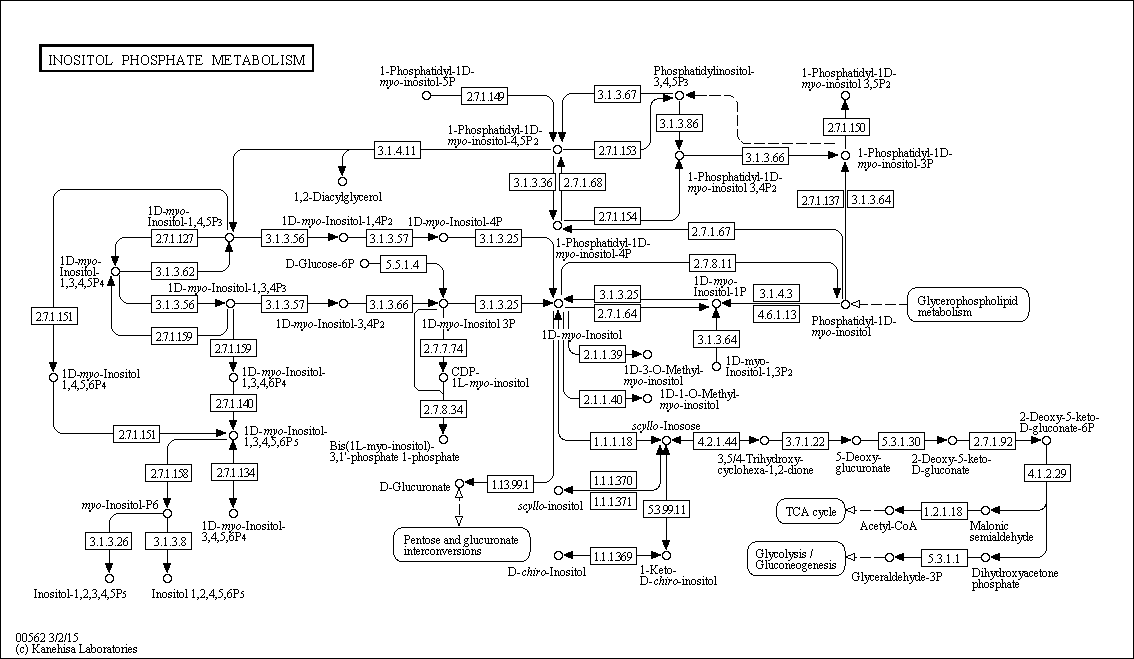 INOSITOL PHOSPHATE METABOLISM
1-Phosphatidyl-1D-
myo-inositol-5P
2.7.1.149
3.1.3.67
Phosphatidylinositol-
3,4,5P3
3.1.3.86
1-Phosphatidyl-1D-
myo-inositol 3,5P2
2.7.1.150
1-Phosphatidyl-1D-
myo-inositol-4,5P2
3.1.4.11
2.7.1.153
3.1.3.66
1-Phosphatidyl-1D-
myo-inositol-3P
1,2-Diacylglycerol
3.1.3.36
2.7.1.68
1-Phosphatidyl-1D-
myo-inositol 3,4P2
2.7.1.137
3.1.3.64
2.7.1.154
1D-myo-
Inositol-1,4,5P3
1D-myo-Inositol-1,4P2
1D-myo-Inositol-4P
2.7.1.127
3.1.3.56
3.1.3.57
3.1.3.25
2.7.1.67
1-Phosphatidyl-1D-
myo-inositol-4P
1D-myo-
Inositol-
1,3,4,5P4
3.1.3.62
D-Glucose-6P
5.5.1.4
2.7.8.11
1D-myo-Inositol-1,3,4P3
1D-myo-
Inositol-1P
3.1.3.56
3.1.3.57
3.1.3.66
3.1.3.25
3.1.3.25
2.7.1.64
3.1.4.3
4.6.1.13
Glycerophospholipid
metabolism
2.7.1.151
2.7.1.159
1D-myo-Inositol-3,4P2
1D-myo-Inositol 3P
1D-myo-Inositol
Phosphatidyl-1D-
myo-inositol
2.7.1.159
2.7.7.74
2.1.1.39
3.1.3.64
1D-3-O-Methyl-
myo-inositol
1D-myo-
Inositol-1,3P2
1D-myo-Inositol
1,4,5,6P4
1D-myo-Inositol-
1,3,4,6P4
CDP-
1L-myo-inositol
2.1.1.40
1D-1-O-Methyl-
myo-inositol
2.7.1.140
2.7.8.34
2.7.1.151
1D-myo-Inositol-
1,3,4,5,6P5
Bis(1L-myo-inositol)-
3,1'-phosphate 1-phosphate
scyllo-Inosose
1.1.1.18
4.2.1.44
3.7.1.22
5.3.1.30
2.7.1.92
2-Deoxy-5-keto-
D-gluconate-6P
3,5/4-Trihydroxy-
cyclohexa-1,2-dione
5-Deoxy-
glucuronate
2-Deoxy-5-keto-
D-gluconate
4.1.2.29
2.7.1.158
2.7.1.134
D-Glucuronate
1.13.99.1
1.1.1.370
1.1.1.371
scyllo-inositol
5.3.99.11
myo-Inositol-P6
1D-myo-Inositol-
3,4,5,6P4
TCA cycle
Acetyl-CoA
1.2.1.18
Malonic
semialdehyde
3.1.3.26
3.1.3.8
Pentose and glucuronate
interconversions
D-chiro-Inositol
1.1.1.369
1-Keto-
D-chiro-inositol
Glycolysis /
Gluconeogenesis
Glyceraldehyde-3P
5.3.1.1
Dihydroxyacetone
phosphate
Inositol-1,2,3,4,5P5
Inositol 1,2,4,5,6P5
00562 3/2/15
(c) Kanehisa Laboratories